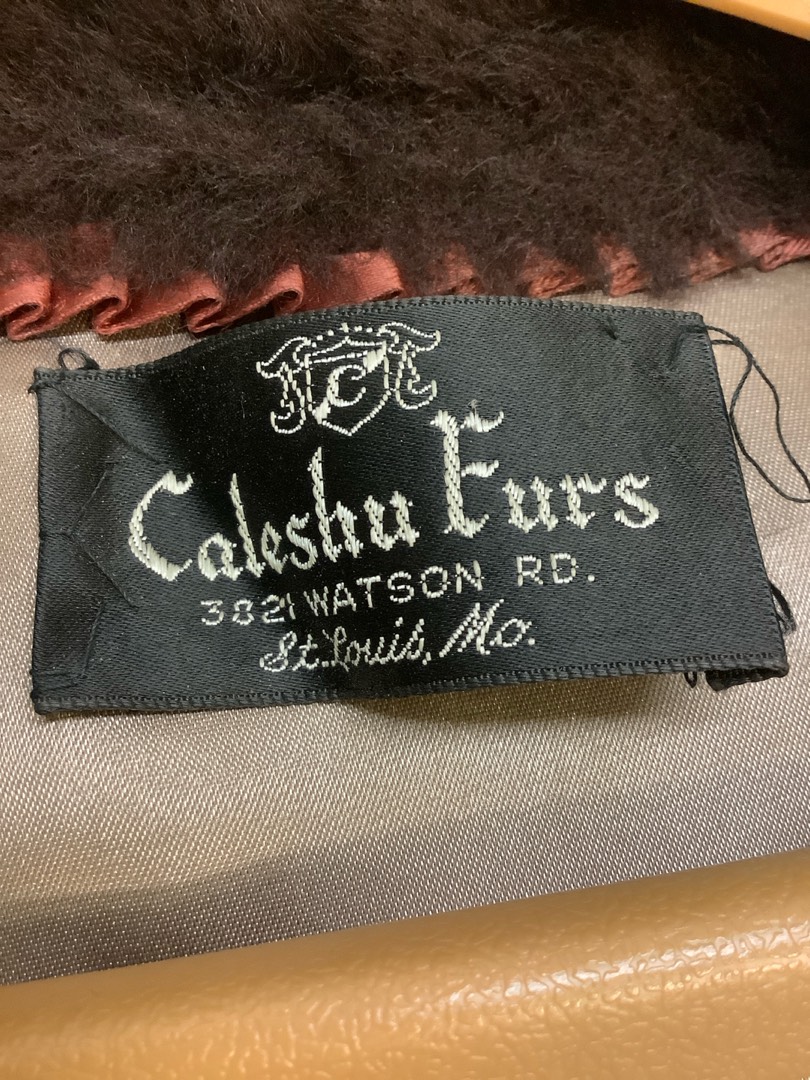 C
Caleshu Furs
3821 WATSON RD.
St. Louis, Mo.